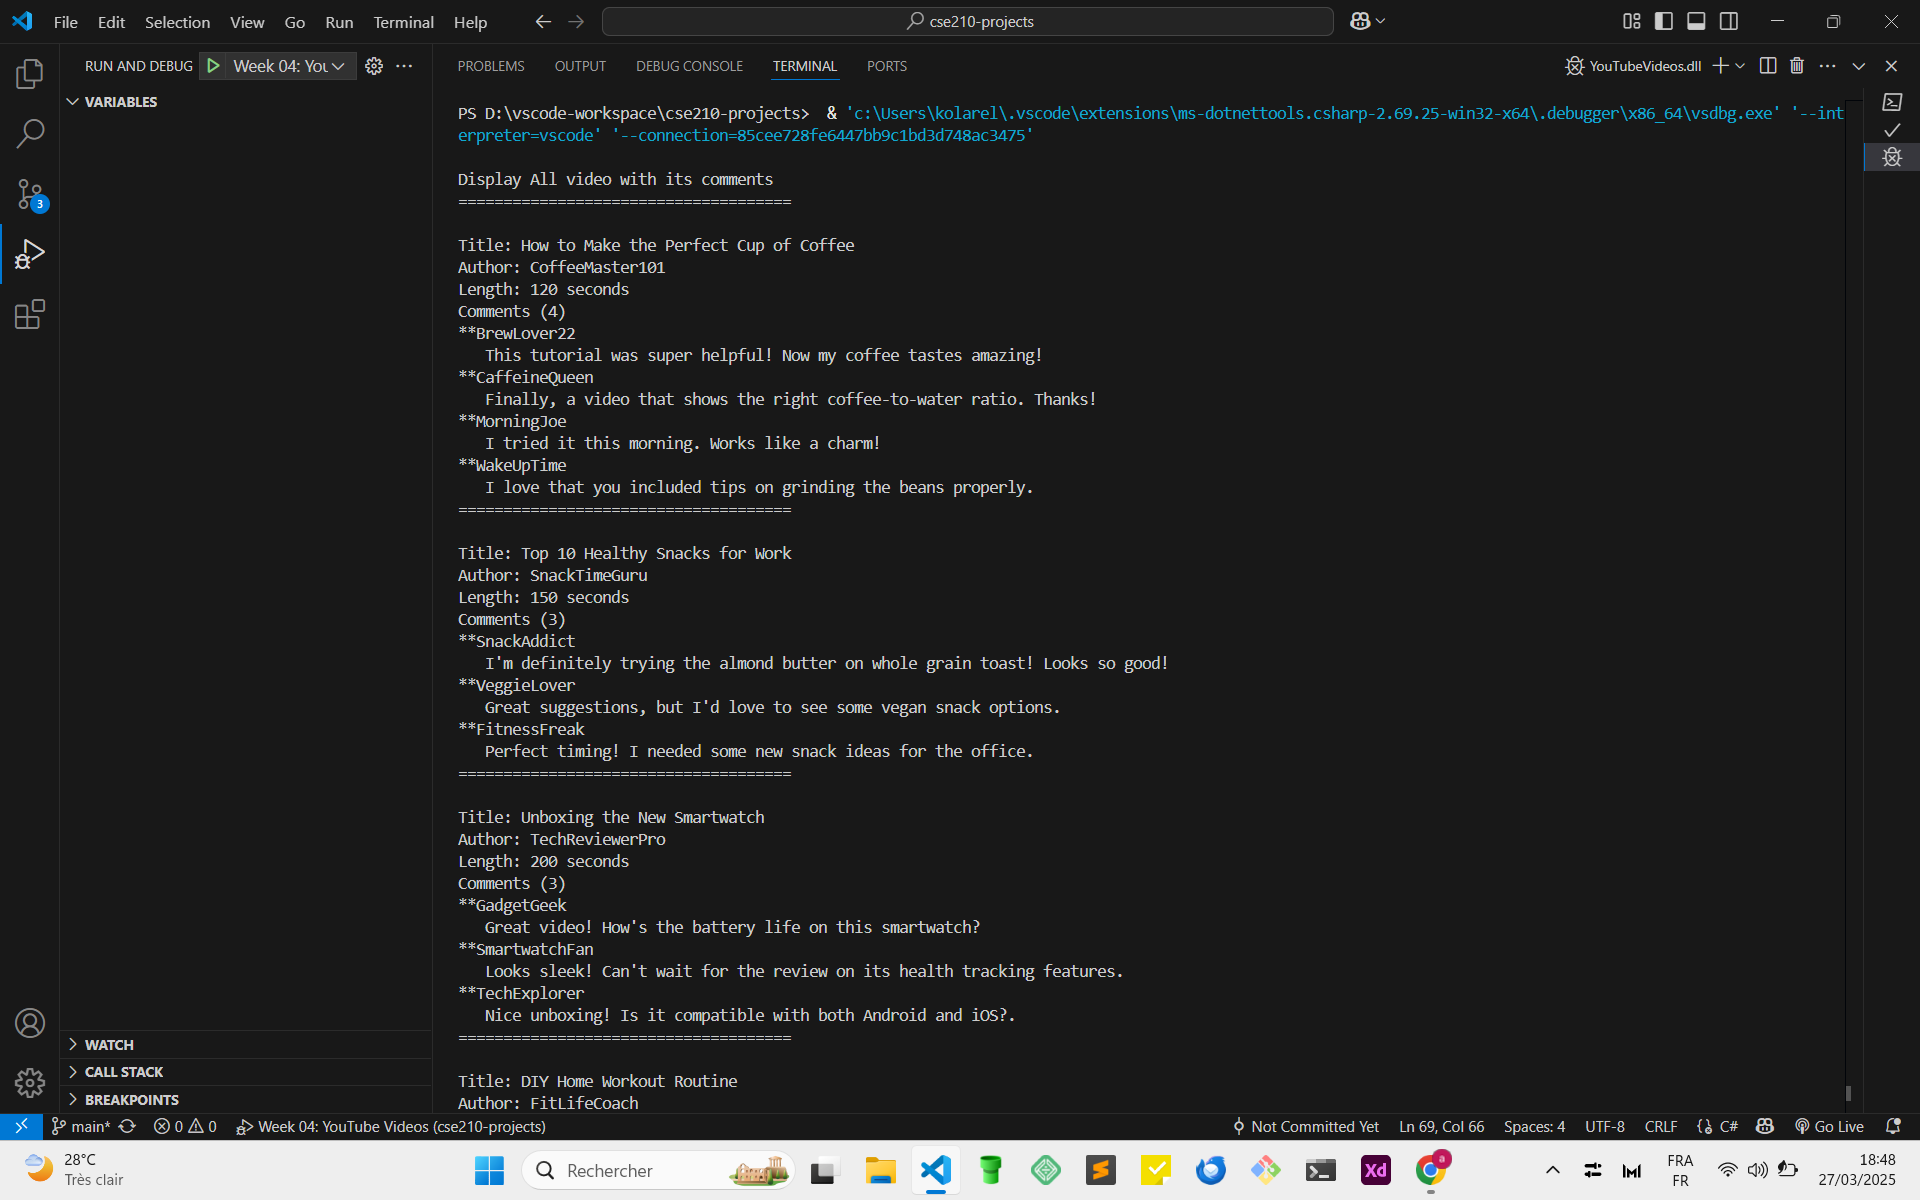 File Edit Selection View Go Run Terminal Help
cse210-projects
RUN AND DEBUG
Week 04: You
VARIABLES
PROBLEMS OUTPUT DEBUG CONSOLE TERMINAL PORTS
YouTubeVideos.dll
PS D:\vscode-workspace\cse210-projects>  & 'c:\Users\kolarel\.vscode\extensions\ms-dotnettools.csharp-2.69.25-win32-x64\.debugger\x86_64\vsdbg.exe' '--int
erpreter=vscode' '--connection=85cee728fe6447bb9c1bd3d748ac3475'
Display All video with its comments
=====================================
Title: How to Make the Perfect Cup of Coffee
Author: CoffeeMaster101
Length: 120 seconds
Comments (4)
**BrewLover22
This tutorial was super helpful! Now my coffee tastes amazing!
**CaffeineQueen
Finally, a video that shows the right coffee-to-water ratio. Thanks!
**MorningJoe
I tried it this morning. Works like a charm!
**WakeUpTime
I love that you included tips on grinding the beans properly.
=====================================
Title: Top 10 Healthy Snacks for Work
Author: SnackTimeGuru
Length: 150 seconds
Comments (3)
**SnackAddict
I'm definitely trying the almond butter on whole grain toast! Looks so good!
**VeggieLover
Great suggestions, but I'd love to see some vegan snack options.
**FitnessFreak
Perfect timing! I needed some new snack ideas for the office.
=====================================
Title: Unboxing the New Smartwatch
Author: TechReviewerPro
Length: 200 seconds
Comments (3)
**GadgetGeek
Great video! How's the battery life on this smartwatch?
**SmartwatchFan
Looks sleek! Can't wait for the review on its health tracking features.
**TechExplorer
Nice unboxing! Is it compatible with both Android and iOS?.
=====================================
Title: DIY Home Workout Routine
Author: FitLifeCoach
3
WATCH
CALL STACK
BREAKPOINTS
main* 0 0 Week 04: YouTube Videos (cse210-projects)
Not Committed Yet Ln 69, Col 66 Spaces: 4 UTF-8 CRLF C# Go Live
28°C
Très clair
Rechercher
Xd
a
FRA
FR
18:48
27/03/2025